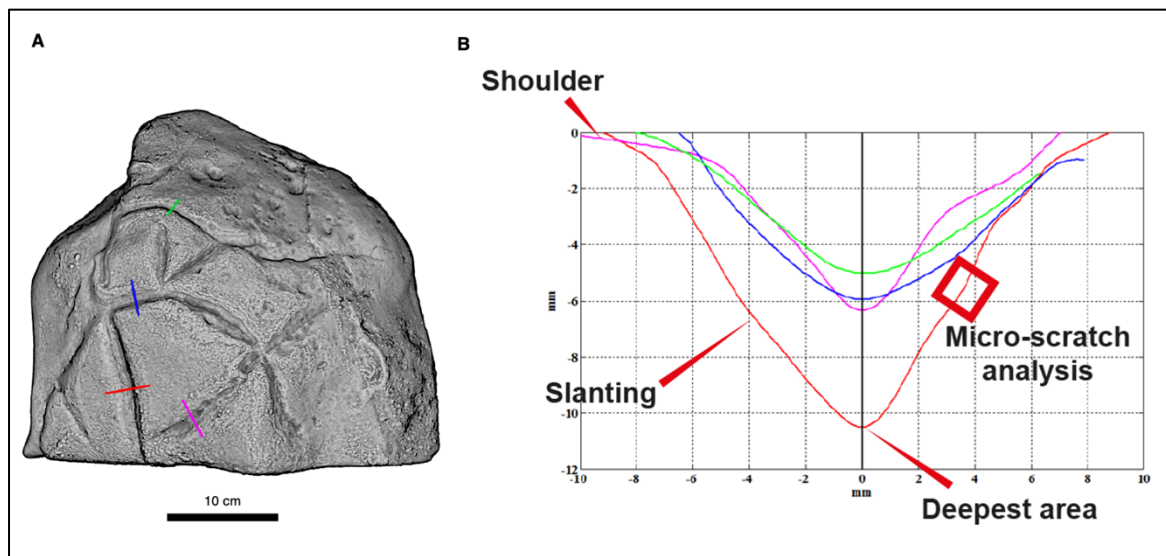 A
B
Shoulder
0
-2
-4
-6
-8
-10
-12
mm
Slanting
Micro-scratch
analysis
-10 -8 -6 -4 -2 0 2 4 6 8 10
mm
Deepest area
10 cm